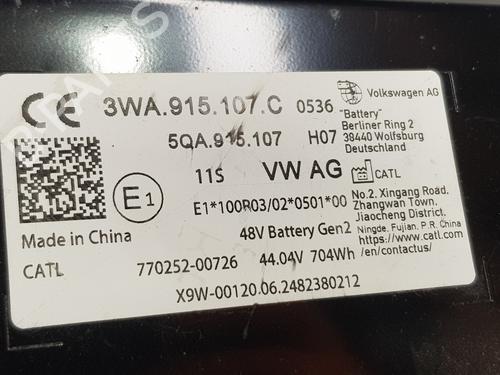 CE 3WA.915.107.C 0536
Volkswagen AG
"Battery"
Berliner Ring 2
38440 Wolfsburg
Deutschland
5QA.915.107 H07
11S VW AG
CATL
E1
E1*100R03/02*0501*00
No.2, Xingang Road,
Zhangwan Town,
Jiaocheng District,
Ningde, Fujian, P.R. China
https://www.catl.com
/en/contactus/
Made in China
48V Battery Gen2
CATL
770252-00726 44.04V 704Wh
X9W-00120.06.2482380212